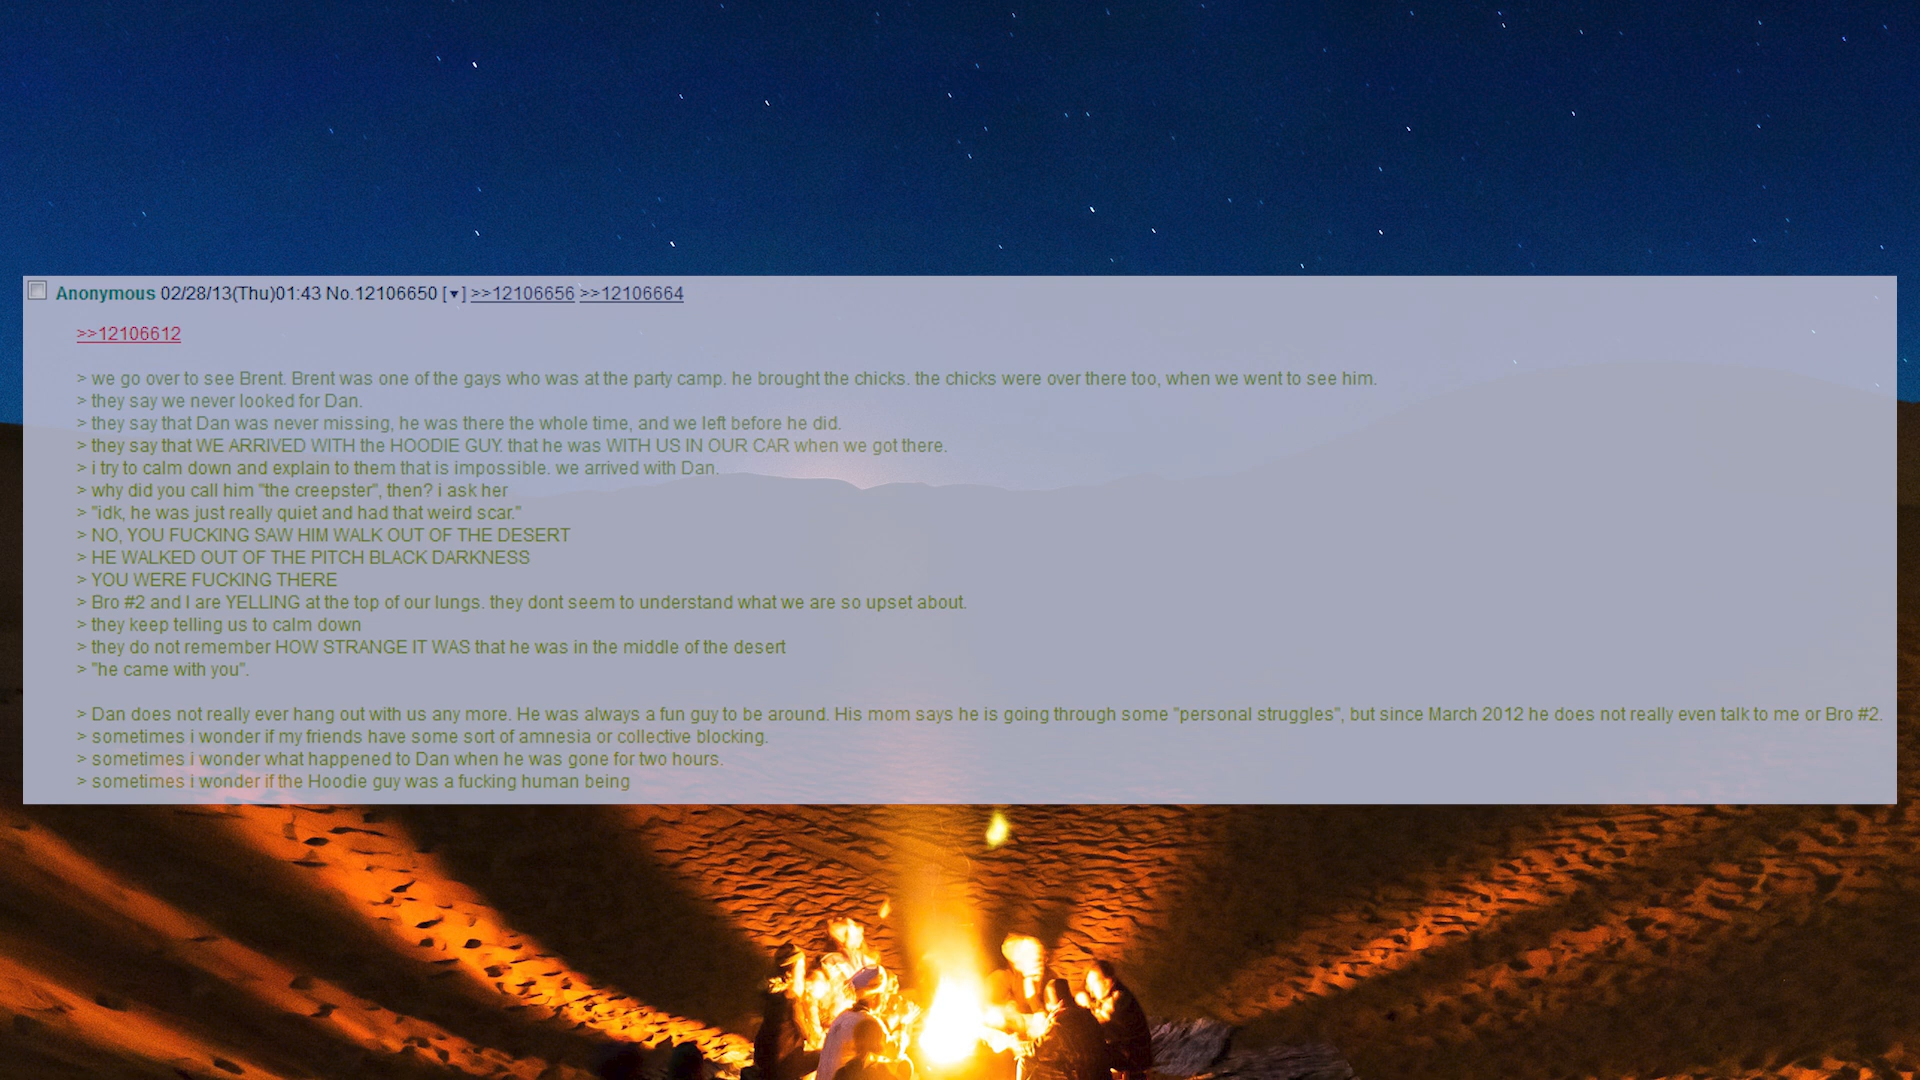 Anonymous 02/28/13(Thu)01:43 No.12106650 [▼] >>12106656 >>12106664
>>12106612
> we go over to see Brent. Brent was one of the gays who was at the party camp. he brought the chicks. the chicks were over there too, when we went to see him.
> they say we never looked for Dan.
> they say that Dan was never missing, he was there the whole time, and we left before he did.
> they say that WE ARRIVED WITH the HOODIE GUY. that he was WITH US IN OUR CAR when we got there.
> i try to calm down and explain to them that is impossible. we arrived with Dan.
> why did you call him "the creepster", then? i ask her
> "idk, he was just really quiet and had that weird scar."
> NO, YOU FUCKING SAW HIM WALK OUT OF THE DESERT
> HE WALKED OUT OF THE PITCH BLACK DARKNESS
> YOU WERE FUCKING THERE
> Bro #2 and I are YELLING at the top of our lungs. they dont seem to understand what we are so upset about.
> they keep telling us to calm down
> they do not remember HOW STRANGE IT WAS that he was in the middle of the desert
> "he came with you".
> Dan does not really ever hang out with us any more. He was always a fun guy to be around. His mom says he is going through some "personal struggles", but since March 2012 he does not really even talk to me or Bro #2.
> sometimes i wonder if my friends have some sort of amnesia or collective blocking.
> sometimes i wonder what happened to Dan when he was gone for two hours.
> sometimes i wonder if the Hoodie guy was a fucking human being